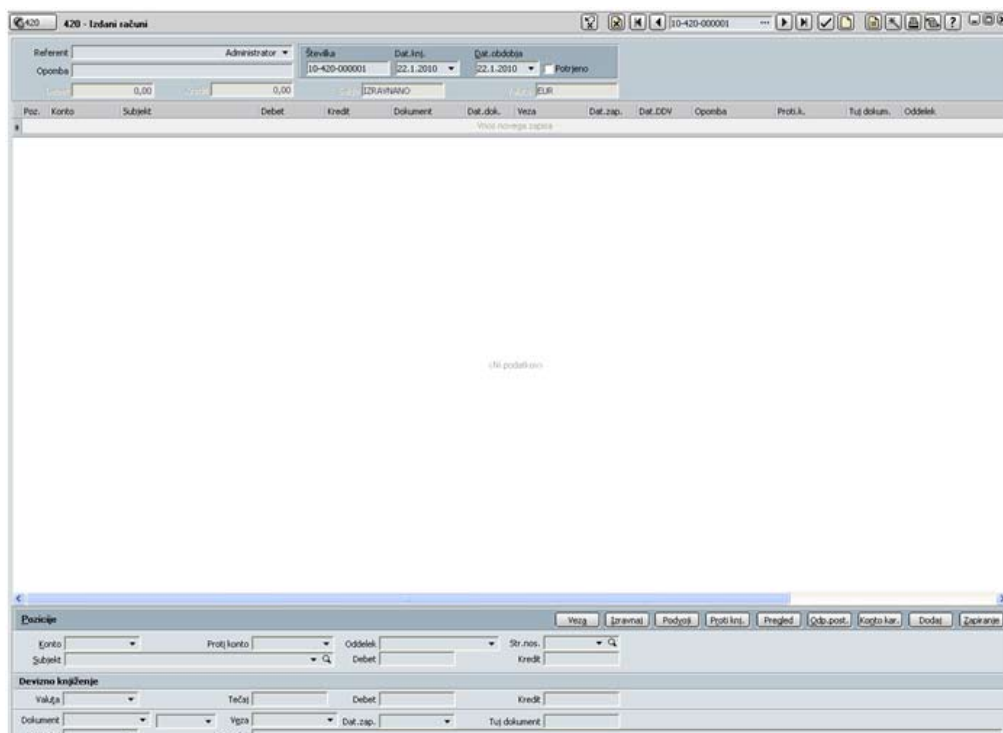 420 420 - Izdani računi 10-420-000001 ...
Referent Administrator Številka Dat.knj. Dat.obdobja
Opomba 10-420-000001 22.1.2010 22.1.2010 Potrjeno
Debet 0,00 Kredit 0,00 IZRAVNANO EUR
Poz. Konto Subjekt Debet Kredit Dokument Dat.dok. Veza Dat.zap. Dat.DDV Opomba Proti.k. Tuj dokum. Oddelek
Vnos novega zapisa
<Ni podatkov>
Pozicije Veza Izravnaj Podvoji Proti knj. Pregled Odp.post. Konto kar. Dodaj Zapiranje
Konto Proti konto Oddelek Str.nos.
Subjekt Debet Kredit
Devizno knjiženje
Valuta Tečaj Debet Kredit
Dokument Veza Dat.zap. Tuj dokument